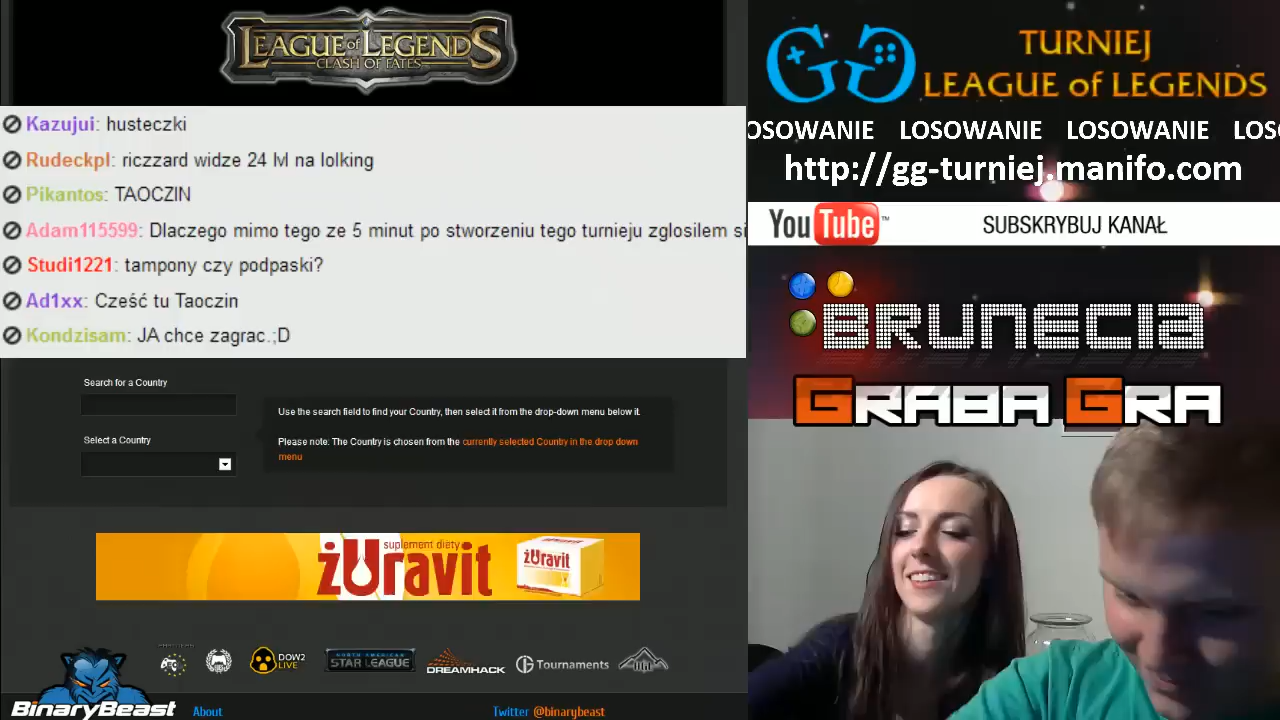 LEAGUE of LEGENDS
CLASH OF FATES
Kazujui: husteczki
Rudeckpl: riczzard widze 24 lvl na lolking
Pikantos: TAOCZIN
Adam115599: Dlaczego mimo tego ze 5 minut po stworzeniu tego turnieju zglosilem si
Studi1221: tampony czy podpaski?
Ad1xx: Cześć tu Taoczin
Kondzisam: JA chce zagrac.;D
Search for a Country
Use the search field to find your Country, then select it from the drop-down menu below it.
Select a Country
Please note: The Country is chosen from the currently selected Country in the drop down
menu
suplement diety
żuravit
żuravit
DOW2
LIVE
NORTH AMERICAN
STAR LEAGUE
DREAMHACK
Tournaments
BINARYBEAST
About
Twitter @binarybeast
GG
TURNIEJ
LEAGUE of LEGENDS
OSOWANIE LOSOWANIE LOSOWANIE LOS
http://gg-turniej.manifo.com
YouTube™
SUBSKRYBUJ KANAŁ
BRUNECIA
GRABA GRA